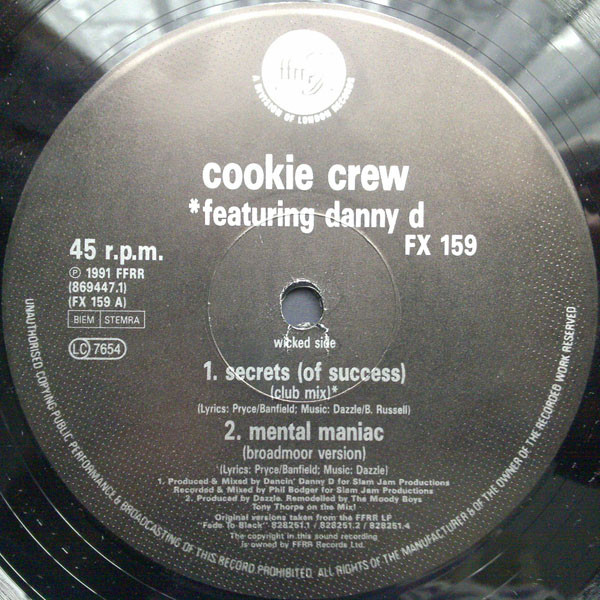 ffrr
A DIVISION OF LONDON RECORDS
cookie crew
*featuring danny d
FX 159
45 r.p.m.
℗ 1991 FFRR
(869447.1)
(FX 159 A)
BIEM STEMRA
LC 7654
wicked side
1. secrets (of success)
(club mix)*
(Lyrics: Pryce/Banfield; Music: Dazzle/B. Russell)
2. mental maniac
(broadmoor version)
(Lyrics: Pryce/Banfield; Music: Dazzle)
1. Produced & Mixed by Dancin' Danny D for Slam Jam Productions
Recorded & Mixed by Phil Bodger for Slam Jam Productions
2. Produced by Dazzle. Remodelled by The Moody Boys
Tony Thorpe on the Mix!
Original versions taken from the FFRR LP
"Fade To Black" 828251.1 / 828251.2 / 828251.4
The copyright in this sound recording
is owned by FFRR Records Ltd.
UNAUTHORISED COPYING PUBLIC PERFORMANCE & BROADCASTING OF THIS RECORD PROHIBITED. ALL RIGHTS OF THE MANUFACTURER & OF THE OWNER OF THE RECORDED WORK RESERVED